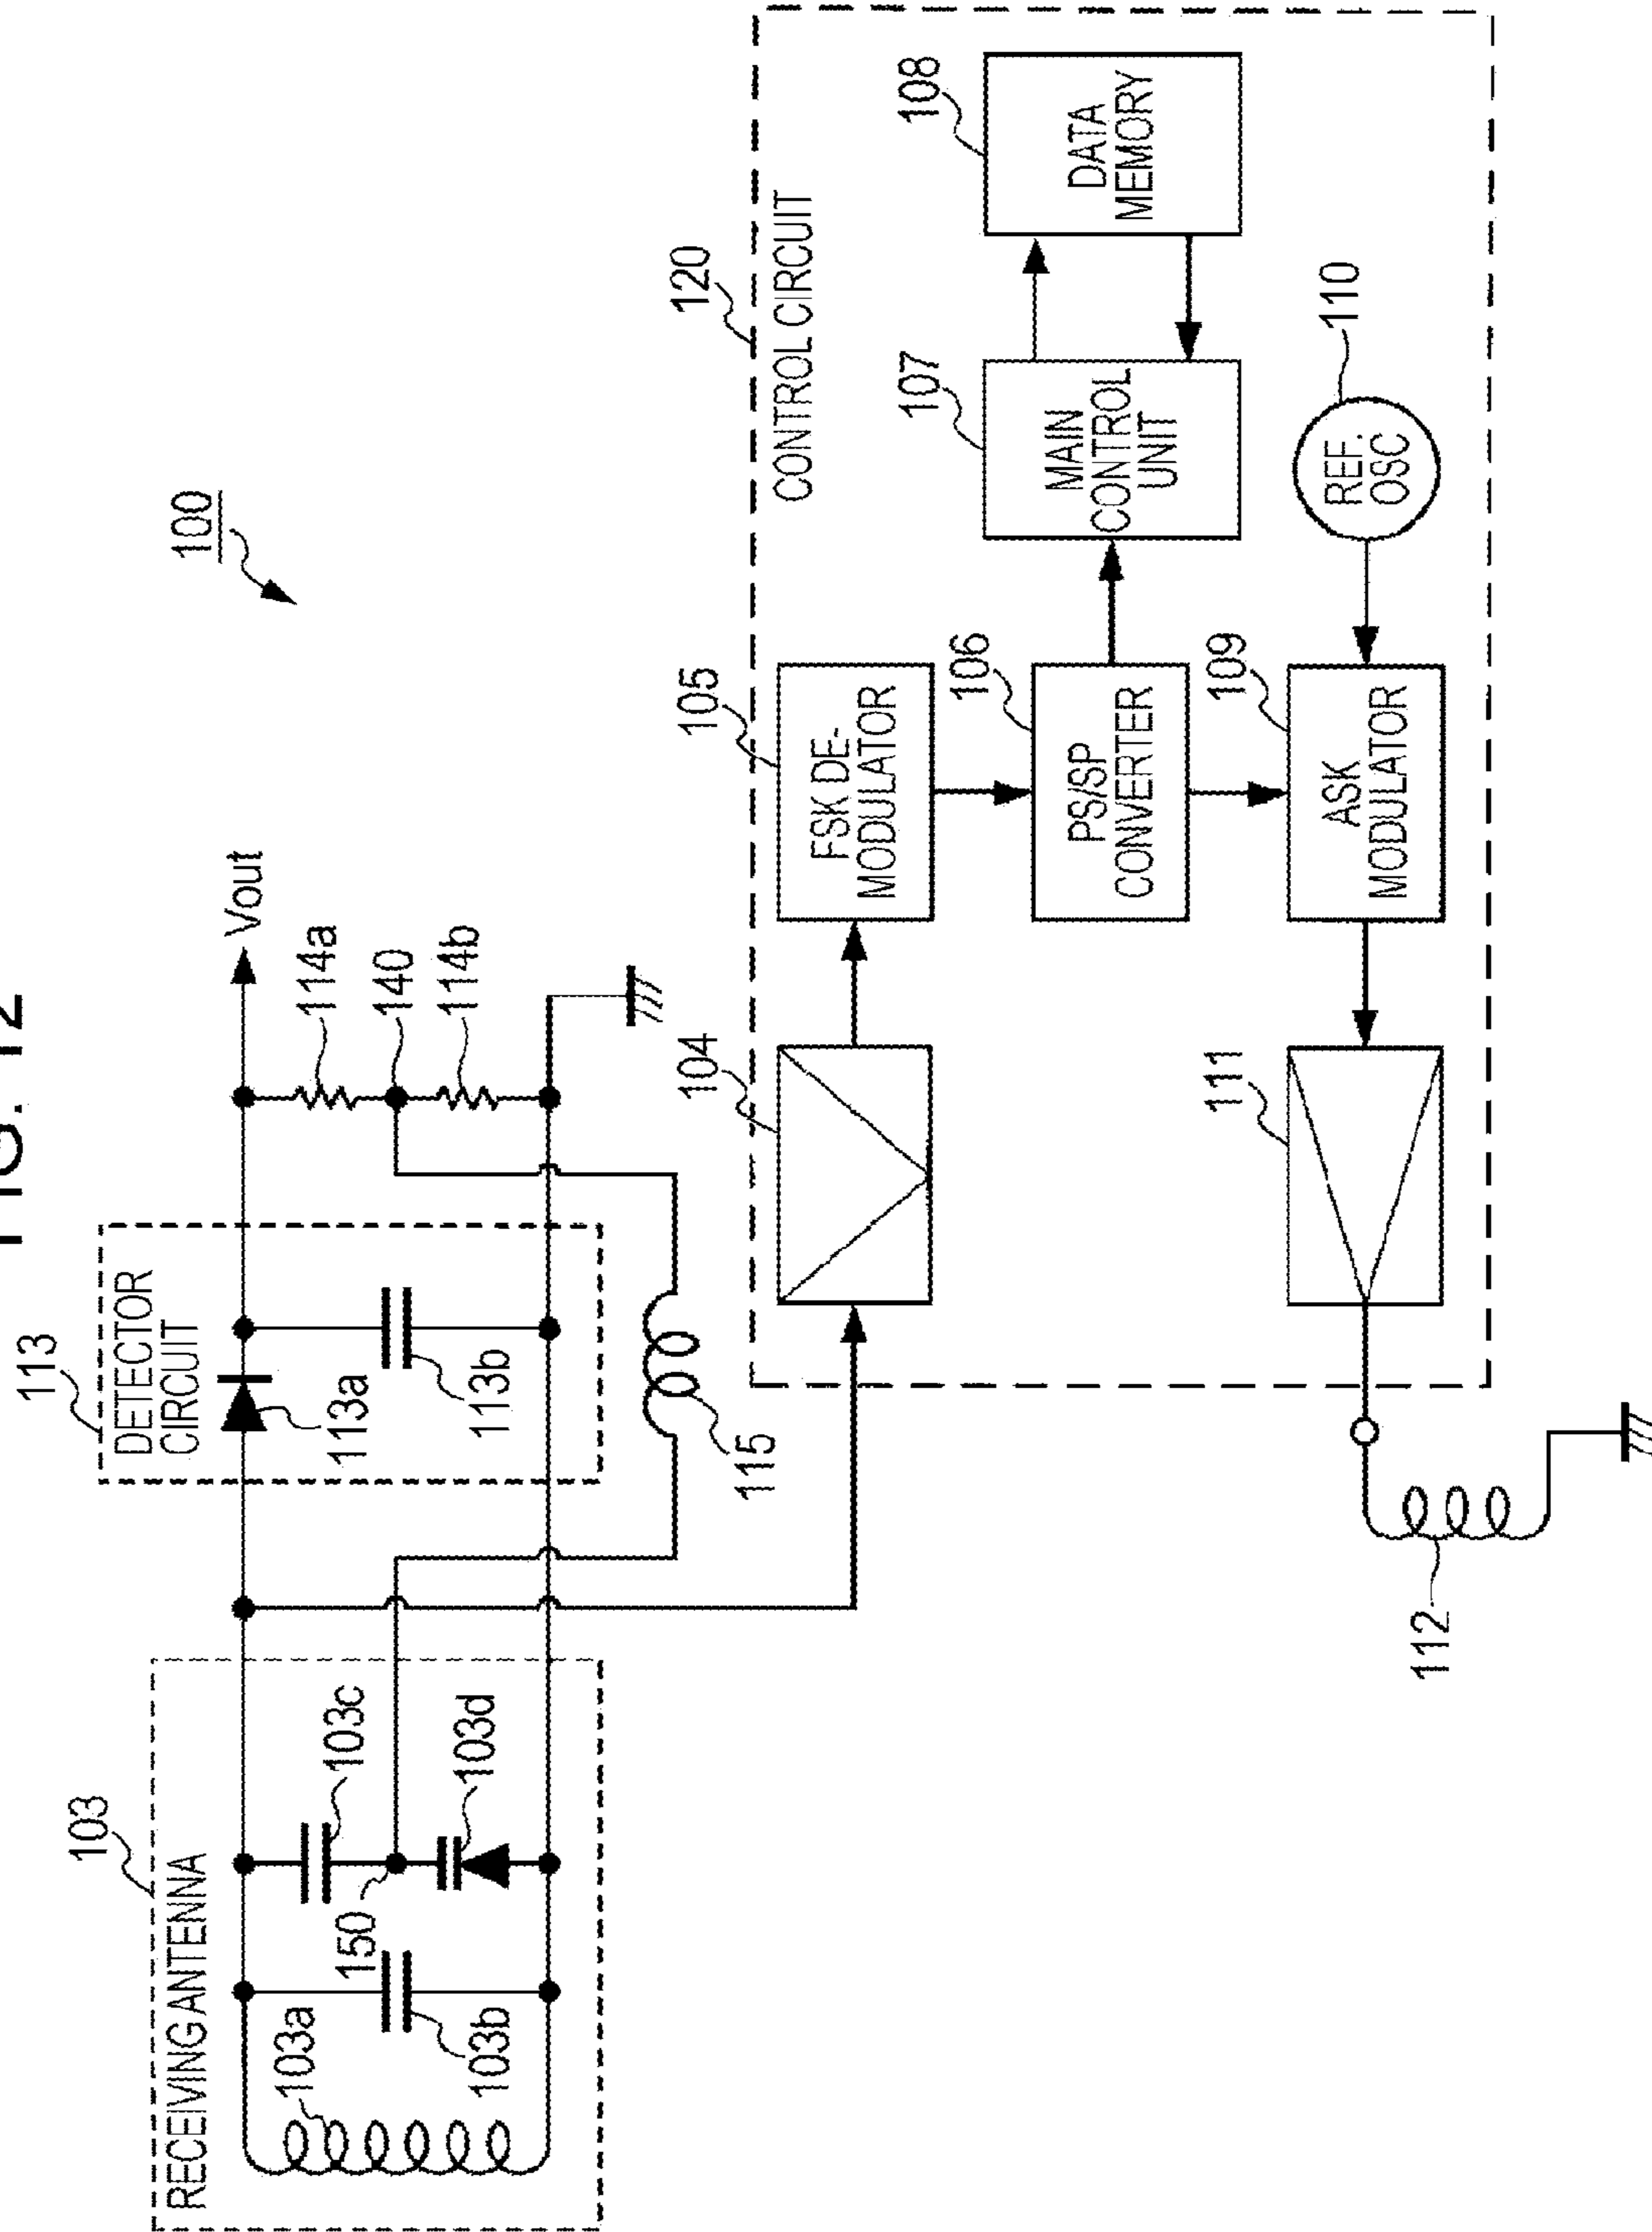 FIG. 12
100
113
DETECTOR
CIRCUIT
Vout
103
RECEIVING ANTENNA
103a
103b
150
103c
103d
113a
113b
114a
140
114b
115
120
CONTROL CIRCUIT
104
105
FSK DE-
MODULATOR
106
PS/SP
CONVERTER
107
MAIN
CONTROL
UNIT
108
DATA
MEMORY
109
ASK
MODULATOR
110
REF.
OSC
111
112